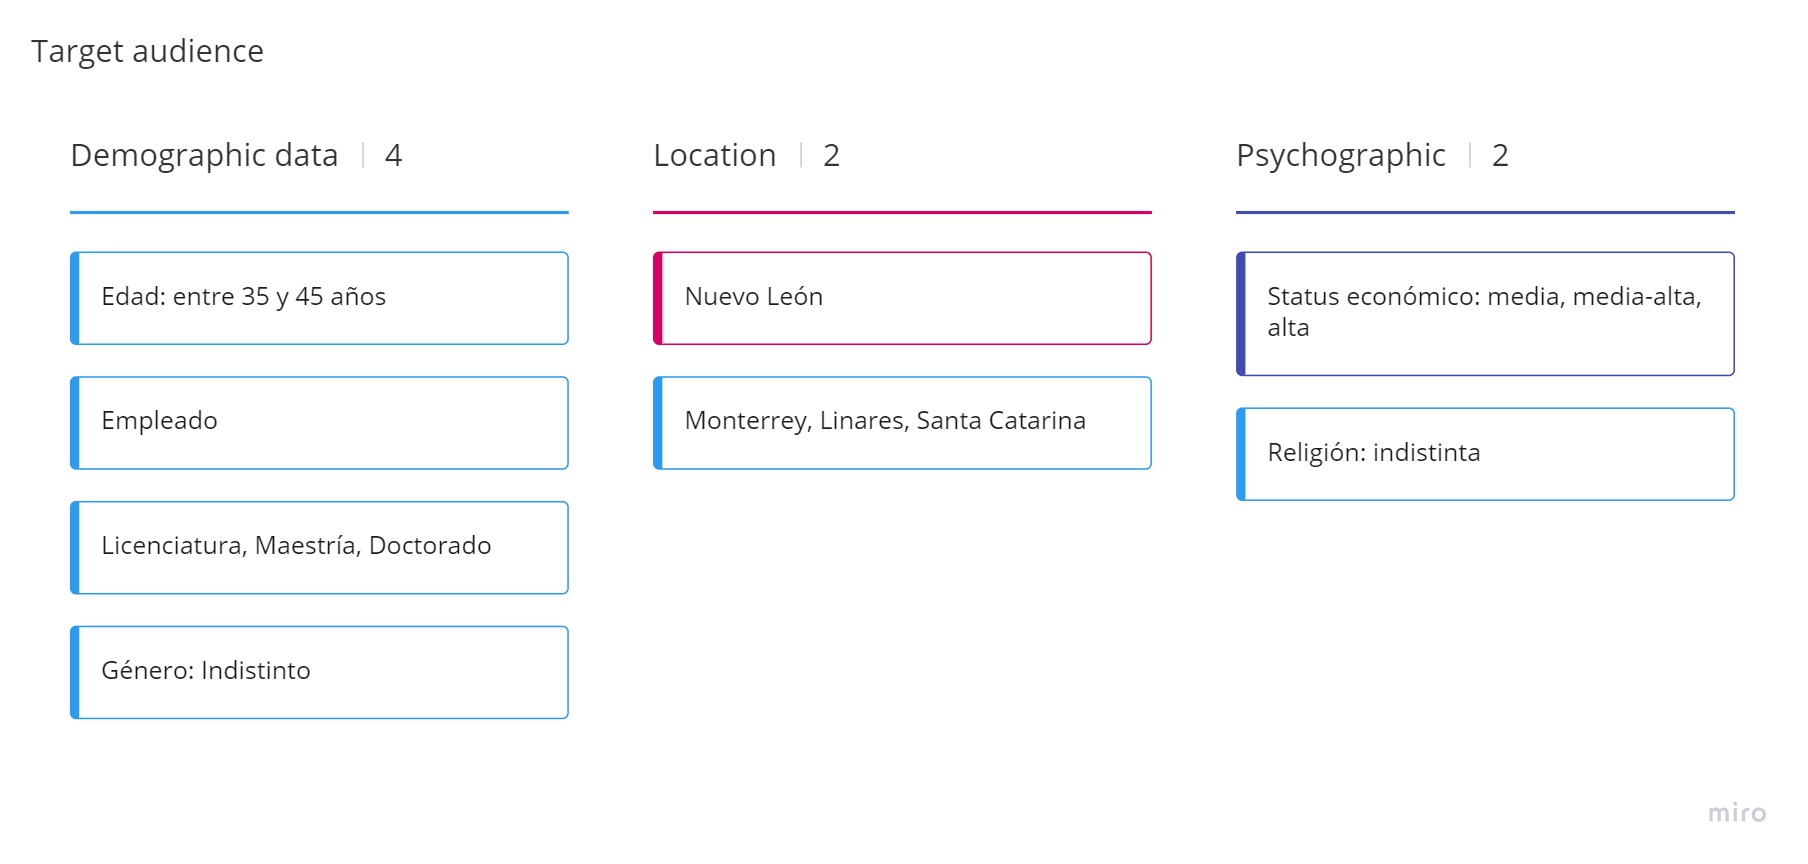 Target audience
Demographic data | 4
Edad: entre 35 y 45 años
Empleado
Licenciatura, Maestría, Doctorado
Género: Indistinto
Location | 2
Nuevo León
Monterrey, Linares, Santa Catarina
Psychographic | 2
Status económico: media, media-alta,
alta
Religión: indistinta
miro